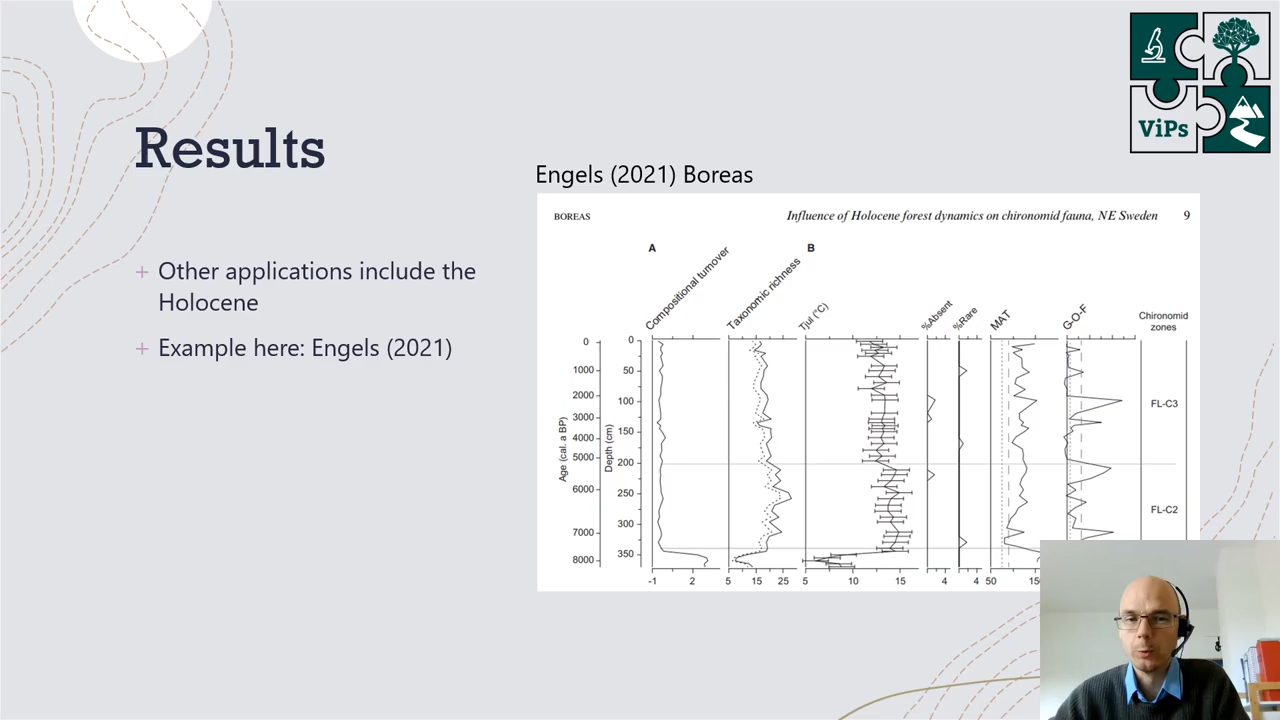 ViPs
Results
Engels (2021) Boreas
+ Other applications include the
Holocene
+ Example here: Engels (2021)
BOREAS
Influence of Holocene forest dynamics on chironomid fauna, NE Sweden
9
A
B
Compositional turnover
Taxonomic richness
Tjul (°C)
%Absent
%Rare
MAT
G-O-F
Chironomid
zones
Age (cal. a BP)
0
1000
2000
3000
4000
5000
6000
7000
8000
Depth (cm)
0
50
100
150
200
250
300
350
FL-C3
FL-C2
-1 2 5 15 25 5 10 15 4 4 50